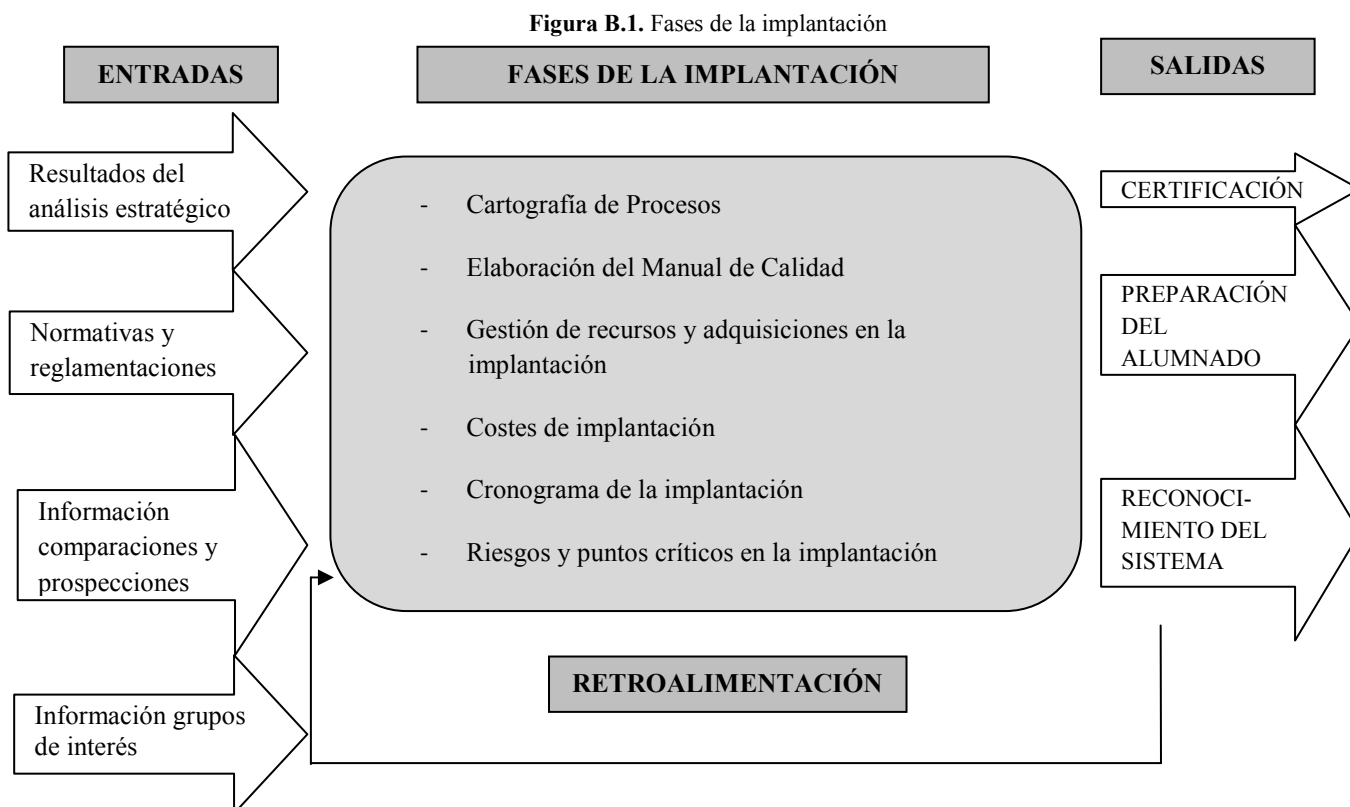 Figura B.1. Fases de la implantación
ENTRADAS
FASES DE LA IMPLANTACIÓN
SALIDAS
Resultados del
análisis estratégico
Normativas y
reglamentaciones
Información
comparaciones y
prospecciones
Información grupos
de interés
- Cartografía de Procesos
- Elaboración del Manual de Calidad
- Gestión de recursos y adquisiciones en la
implantación
- Costes de implantación
- Cronograma de la implantación
- Riesgos y puntos críticos en la implantación
CERTIFICACIÓN
PREPARACIÓN
DEL
ALUMNADO
RECONOCI-
MIENTO DEL
SISTEMA
RETROALIMENTACIÓN